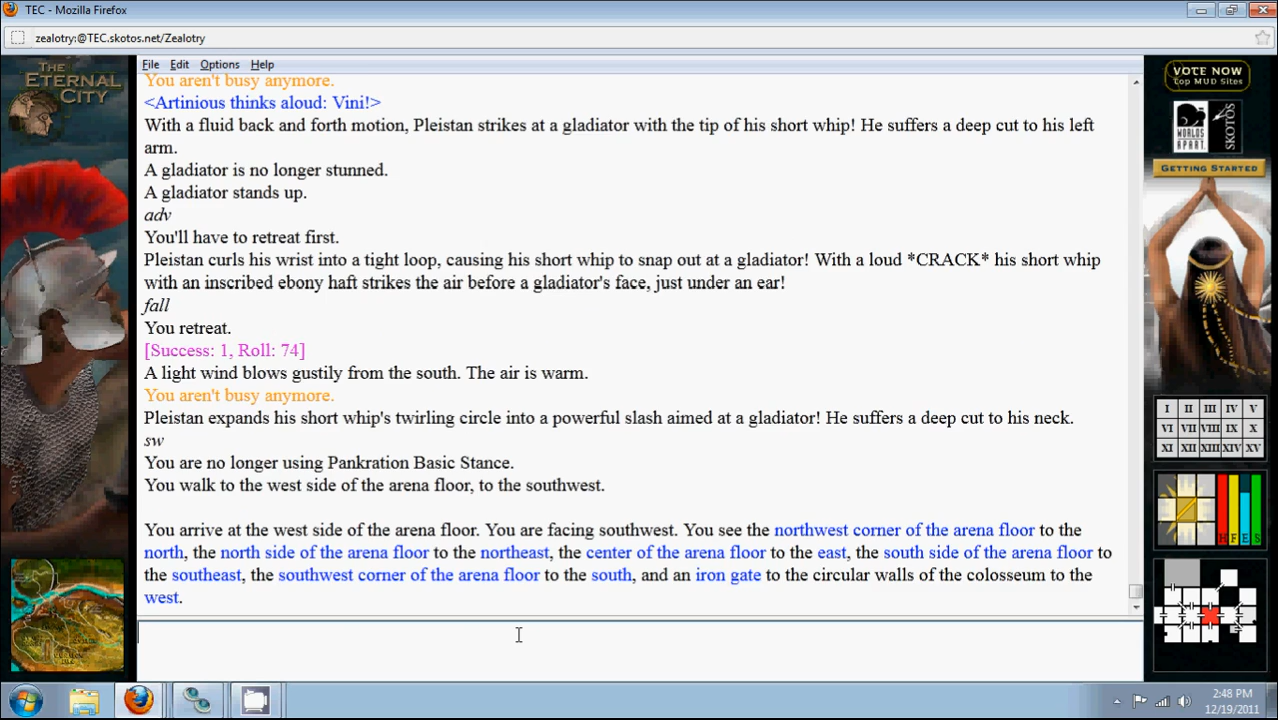 TEC - Mozilla Firefox
zealotry:@TEC.skotos.net/Zealotry
THE
ETERNAL
CITY
File Edit Options Help
You aren't busy anymore.
<Artinious thinks aloud: Vini!>
With a fluid back and forth motion, Pleistan strikes at a gladiator with the tip of his short whip! He suffers a deep cut to his left
arm.
A gladiator is no longer stunned.
A gladiator stands up.
adv
You'll have to retreat first.
Pleistan curls his wrist into a tight loop, causing his short whip to snap out at a gladiator! With a loud *CRACK* his short whip
with an inscribed ebony haft strikes the air before a gladiator's face, just under an ear!
fall
You retreat.
[Success: 1, Roll: 74]
A light wind blows gustily from the south. The air is warm.
You aren't busy anymore.
Pleistan expands his short whip's twirling circle into a powerful slash aimed at a gladiator! He suffers a deep cut to his neck.
sw
You are no longer using Pankration Basic Stance.
You walk to the west side of the arena floor, to the southwest.
You arrive at the west side of the arena floor. You are facing southwest. You see the northwest corner of the arena floor to the
north, the north side of the arena floor to the northeast, the center of the arena floor to the east, the south side of the arena floor to
the southeast, the southwest corner of the arena floor to the south, and an iron gate to the circular walls of the colosseum to the
west.
VOTE NOW
Top MUD Sites
WORLDS
APART
SKOTOS
GETTING STARTED
I II III IV V
VI VII VIII IX X
XI XII XIII XIV XV
H F E S
2:48 PM
12/19/2011